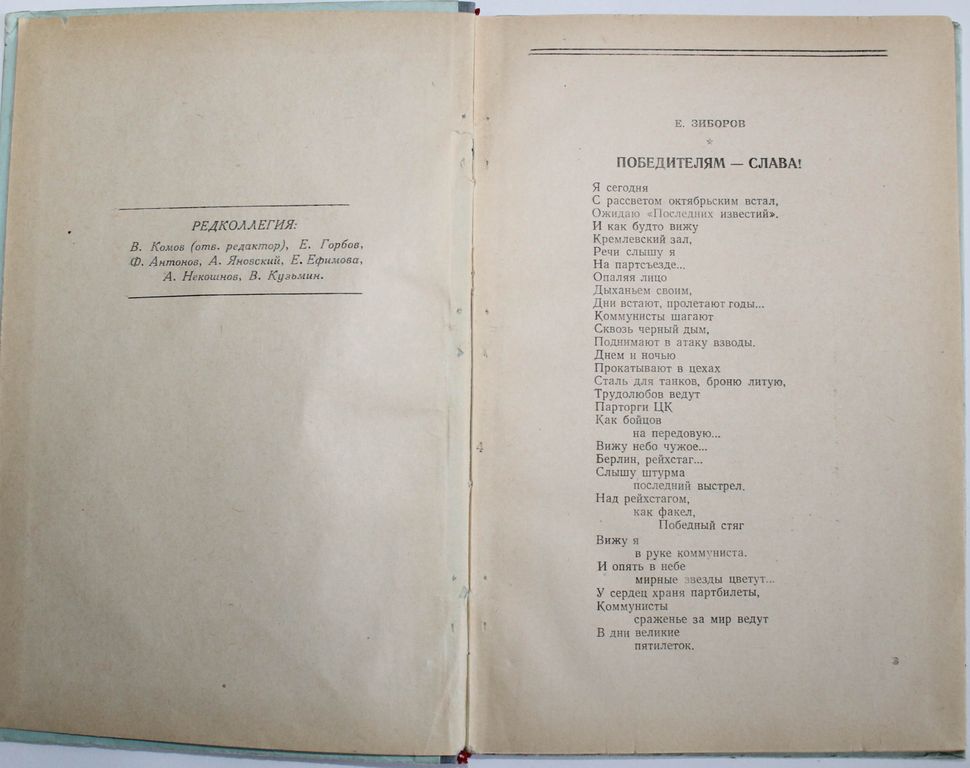 РЕДКОЛЛЕГИЯ:
В. Комов (отв. редактор), Е. Горбов,
Ф. Антонов, А. Яновский, Е. Ефимова,
А. Некошнов, В. Кузьмин.
Е. ЗИБОРОВ
*
ПОБЕДИТЕЛЯМ — СЛАВА!
Я сегодня
С рассветом октябрьским встал,
Ожидаю «Последних известий».
И как будто вижу
Кремлевский зал,
Речи слышу я
На партсъезде...
Опаляя лицо
Дыханьем своим,
Дни встают, пролетают годы...
Коммунисты шагают
Сквозь черный дым,
Поднимают в атаку взводы.
Днем и ночью
Прокатывают в цехах
Сталь для танков, броню литую,
Трудолюбов ведут
Парторги ЦК
Как бойцов
на передовую...
Вижу небо чужое...
Берлин, рейхстаг...
Слышу штурма
последний выстрел.
Над рейхстагом,
как факел,
Победный стяг
Вижу я
в руке коммуниста.
И опять в небе
мирные звезды цветут...
У сердец храня партбилеты,
Коммунисты
сраженье за мир ведут
В дни великие
пятилеток.
3